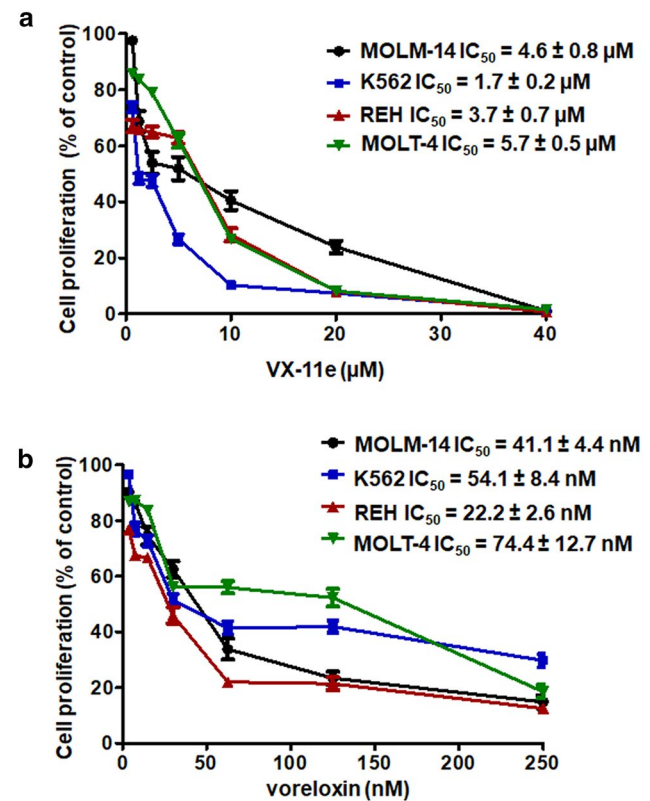 a
Cell proliferation (% of control)
100
80
60
40
20
0
0 10 20 30 40
VX-11e (µM)
MOLM-14 IC50 = 4.6 ± 0.8 µM
K562 IC50 = 1.7 ± 0.2 µM
REH IC50 = 3.7 ± 0.7 µM
MOLT-4 IC50 = 5.7 ± 0.5 µM
b
MOLM-14 IC50 = 41.1 ± 4.4 nM
K562 IC50 = 54.1 ± 8.4 nM
REH IC50 = 22.2 ± 2.6 nM
MOLT-4 IC50 = 74.4 ± 12.7 nM
Cell proliferation (% of control)
100
80
60
40
20
0
0 50 100 150 200 250
voreloxin (nM)